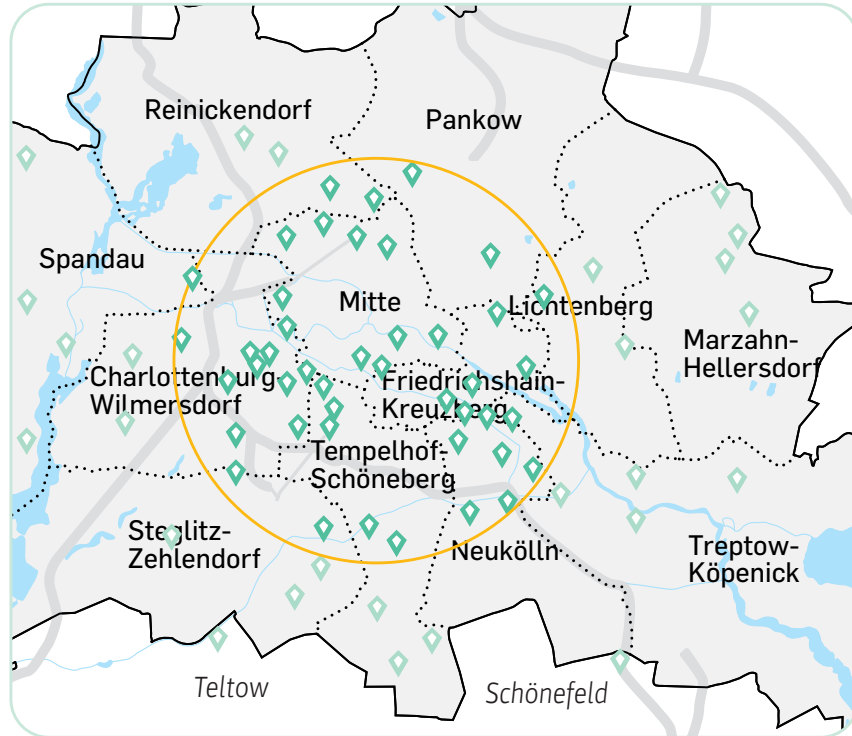 Reinickendorf
Pankow
Spandau
Mitte
Lichtenberg
Marzahn-
Hellersdorf
Charlottenburg-
Wilmersdorf
Friedrichshain-
Kreuzberg
Tempelhof-
Schöneberg
Steglitz-
Zehlendorf
Neukölln
Treptow-
Köpenick
Teltow
Schönefeld